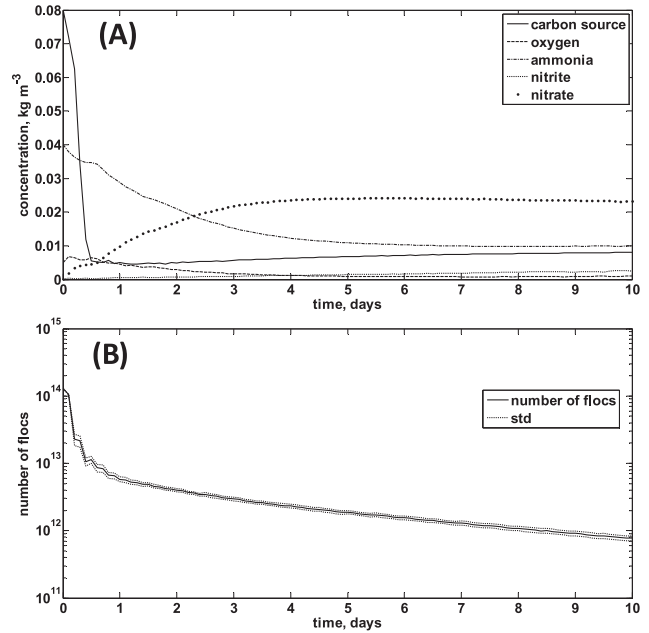 (A)
concentration, kg m⁻³
0.08
0.07
0.06
0.05
0.04
0.03
0.02
0.01
0
carbon source
oxygen
ammonia
nitrite
nitrate
0 1 2 3 4 5 6 7 8 9 10
time, days
(B)
number of flocs
10¹⁵
10¹⁴
10¹³
10¹²
10¹¹
number of flocs
std
0 1 2 3 4 5 6 7 8 9 10
time, days